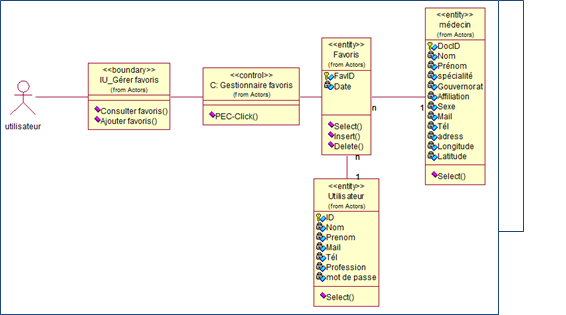 utilisateur
<<boundary>>
IU_Gérer favoris
(from Actors)
Consulter favoris()
Ajouter favoris()
<<control>>
C: Gestionnaire favoris
(from Actors)
PEC-Click()
<<entity>>
Favoris
(from Actors)
FavID
Date
Select()
Insert()
Delete()
n
1
n
1
<<entity>>
médecin
(from Actors)
DocID
Nom
Prénom
spécialité
Gouvernorat
Affiliation
Sexe
Mail
Tél
adress
Longitude
Latitude
Select()
<<entity>>
Utilisateur
(from Actors)
ID
Nom
Prenom
Mail
Tél
Profession
mot de passe
Select()